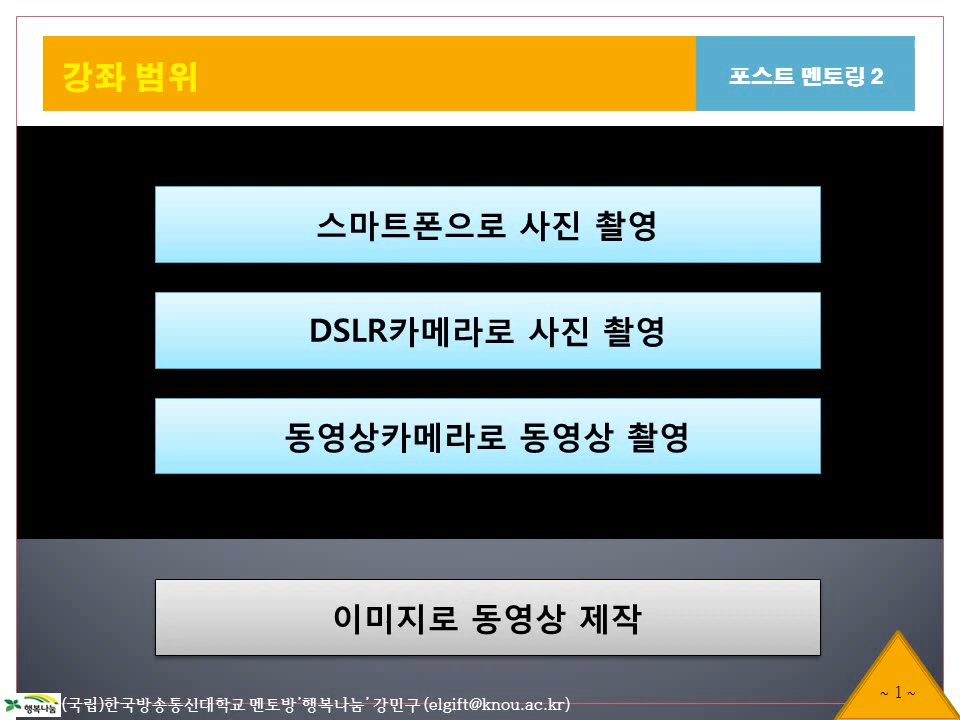 강좌 범위
포스트 멘토링 2
스마트폰으로 사진 촬영
DSLR카메라로 사진 촬영
동영상카메라로 동영상 촬영
이미지로 동영상 제작
행복나눔
(국립)한국방송통신대학교 멘토방'행복나눔' 강민구 (elgift@knou.ac.kr)
~ 1 ~